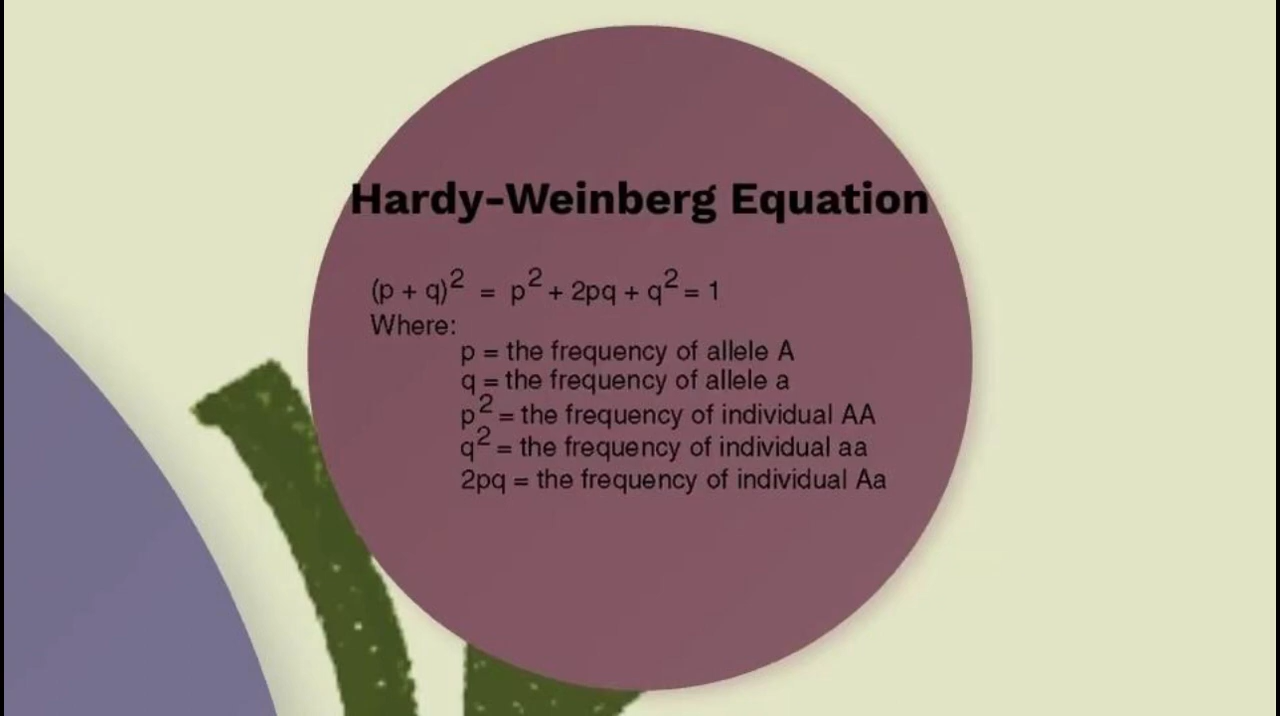 Hardy-Weinberg Equation
(p + q)² = p² + 2pq + q² = 1
Where:
p = the frequency of allele A
q = the frequency of allele a
p² = the frequency of individual AA
q² = the frequency of individual aa
2pq = the frequency of individual Aa